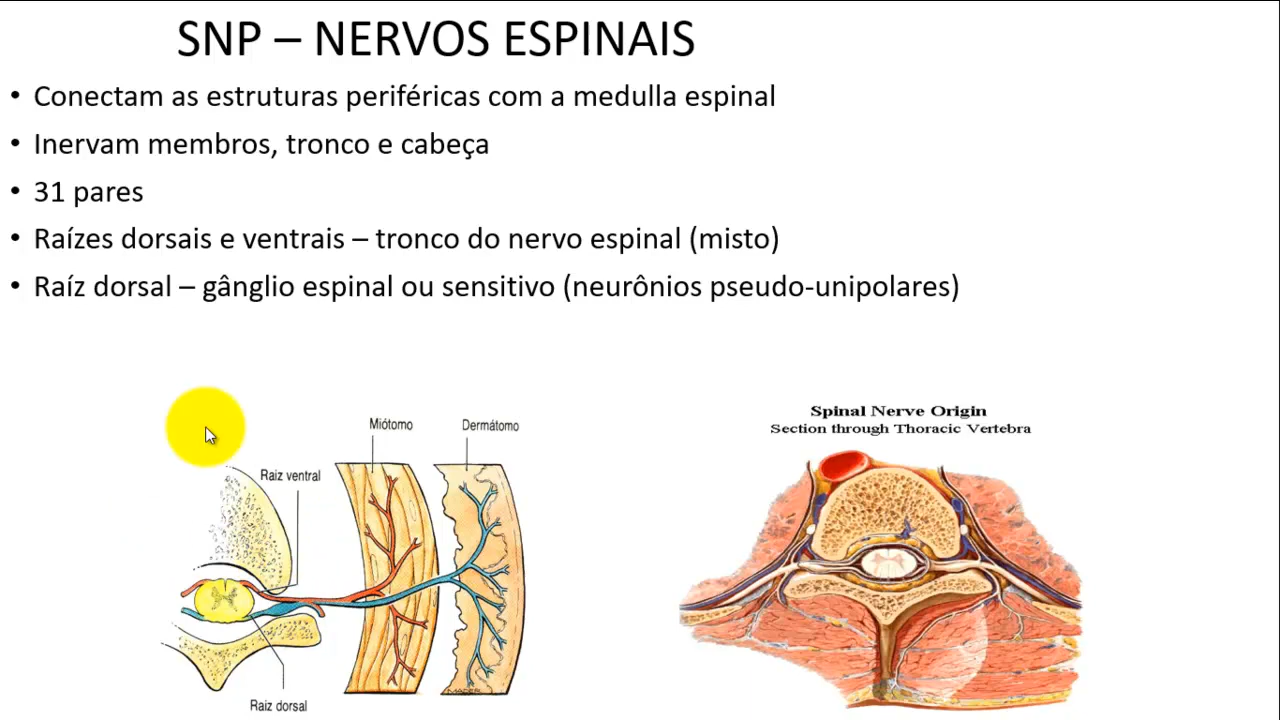 SNP – NERVOS ESPINAIS
• Conectam as estruturas periféricas com a medulla espinal
• Inervam membros, tronco e cabeça
• 31 pares
• Raízes dorsais e ventrais – tronco do nervo espinal (misto)
• Raíz dorsal – gânglio espinal ou sensitivo (neurônios pseudo-unipolares)
Miótomo
Dermátomo
Raiz ventral
Raiz dorsal
Spinal Nerve Origin
Section through Thoracic Vertebra